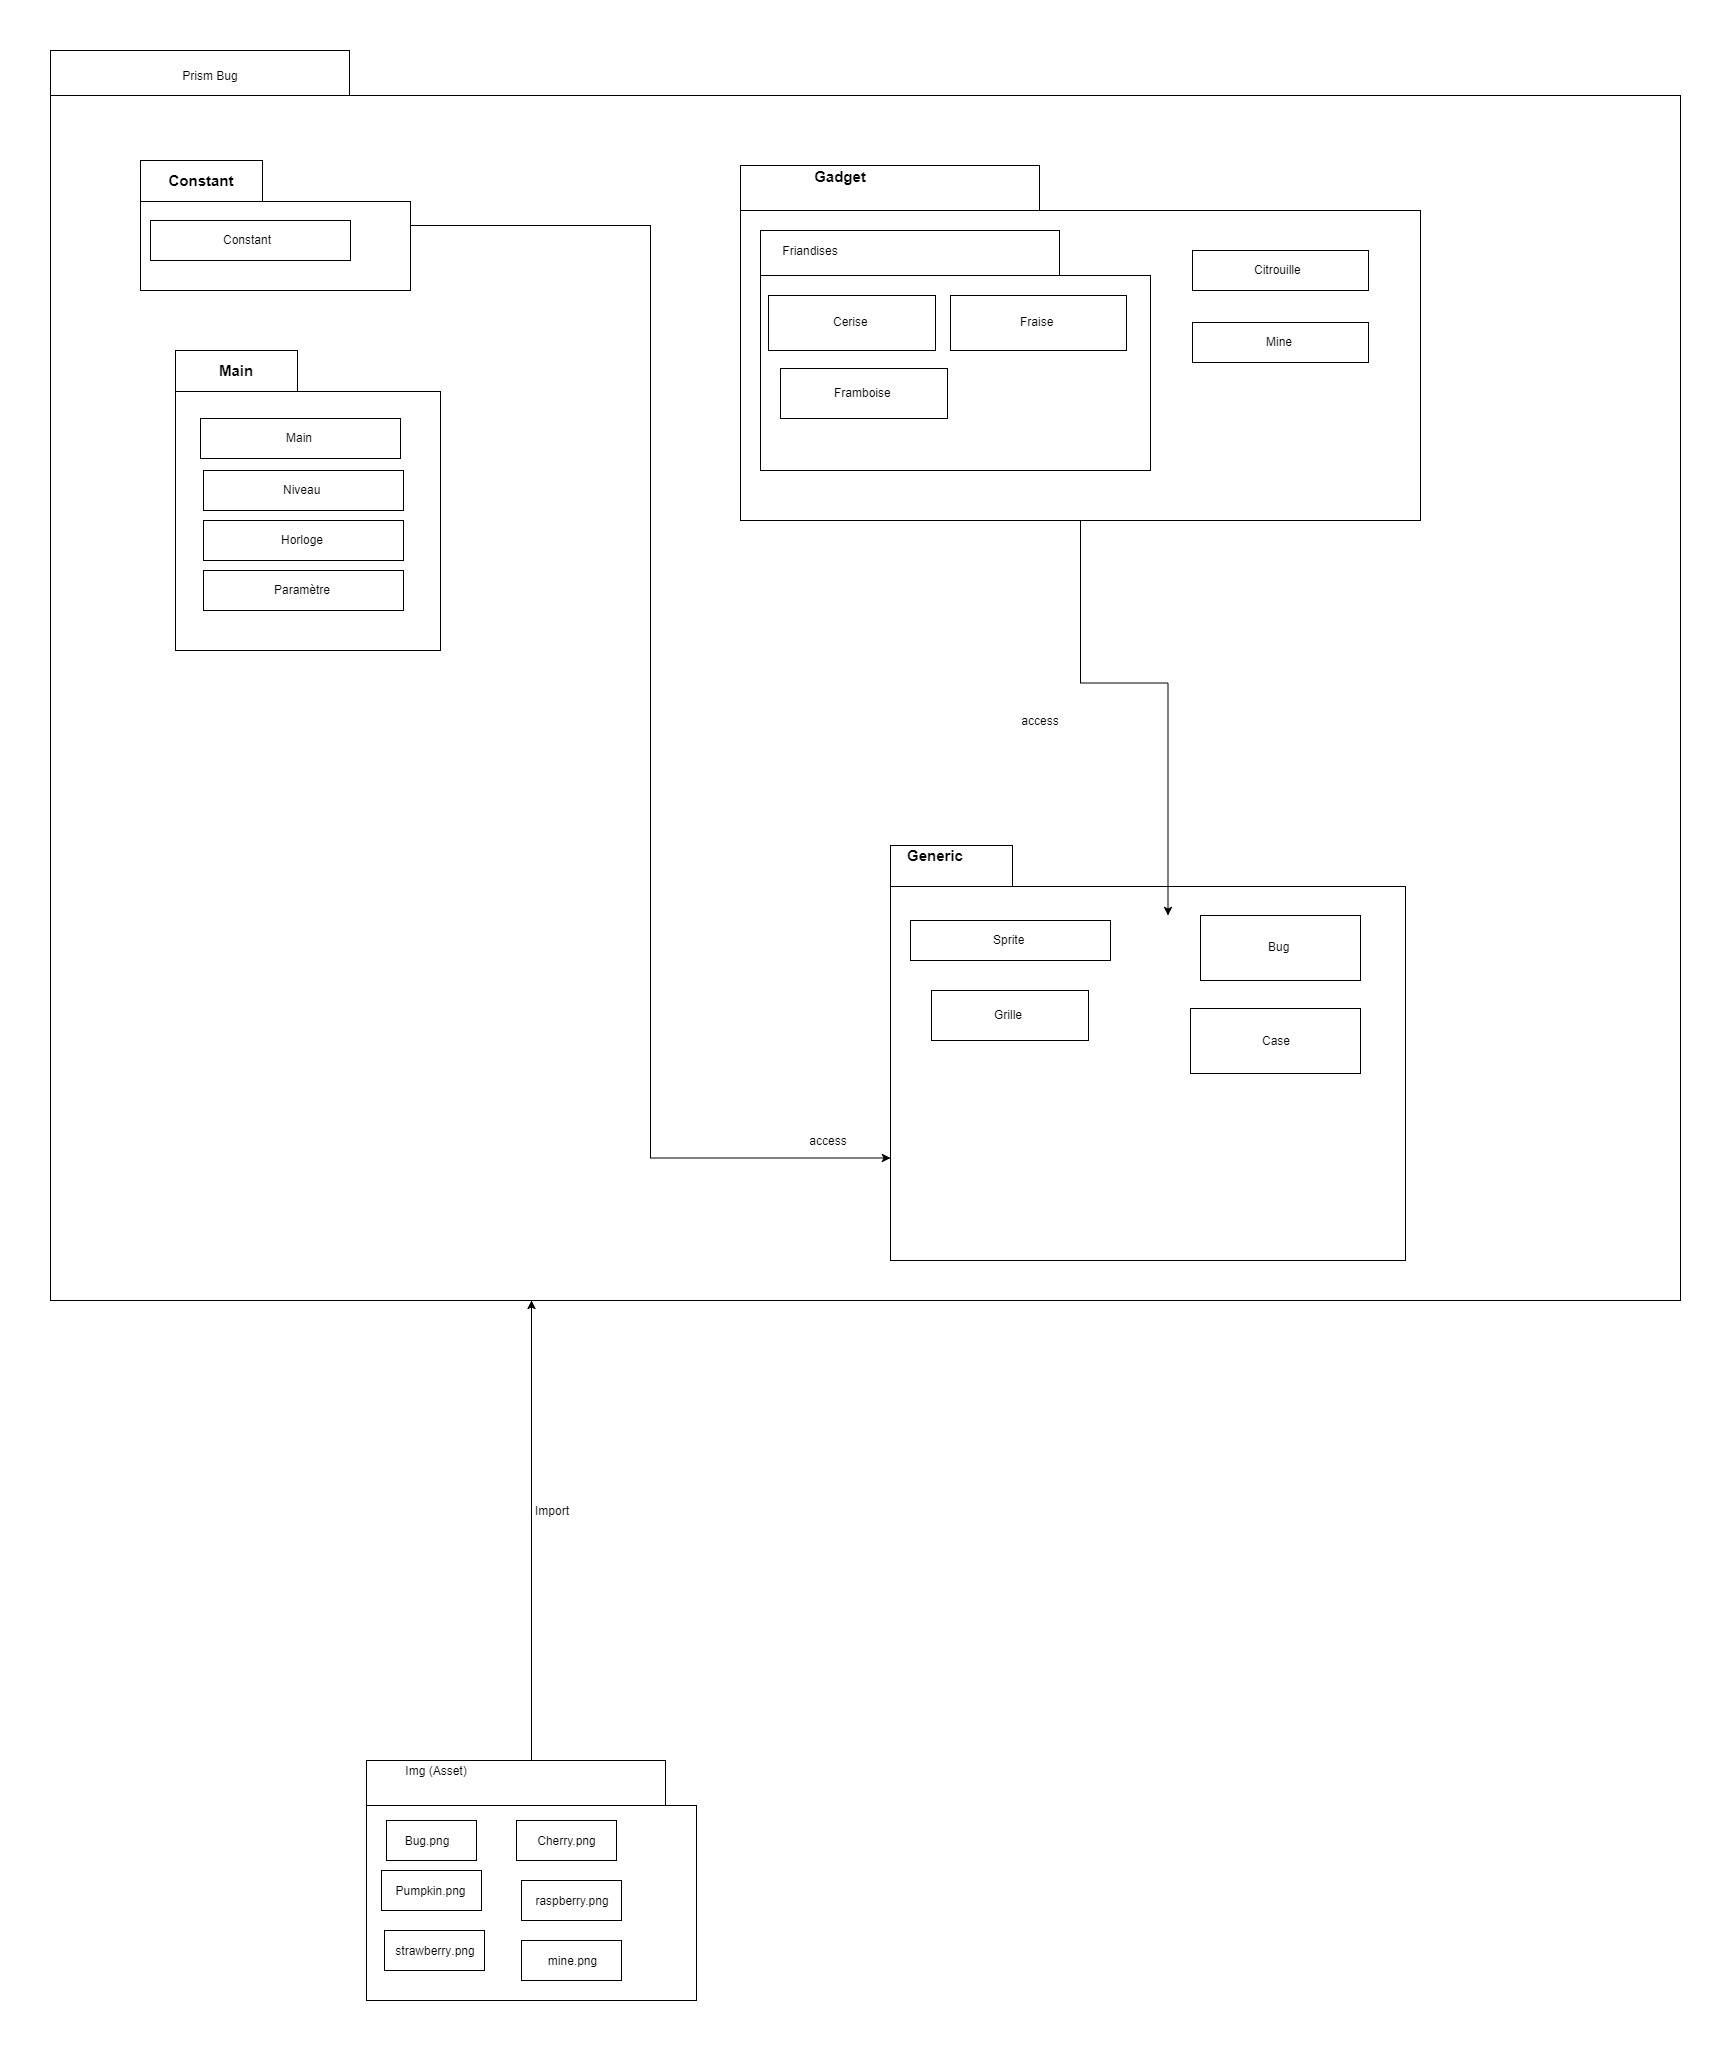 Prism Bug
Constant
Constant
Main
Main
Niveau
Horloge
Paramètre
Gadget
Friandises
Cerise
Fraise
Framboise
Citrouille
Mine
access
Generic
Sprite
Bug
Grille
Case
access
Import
Img (Asset)
Bug.png
Cherry.png
Pumpkin.png
raspberry.png
strawberry.png
mine.png